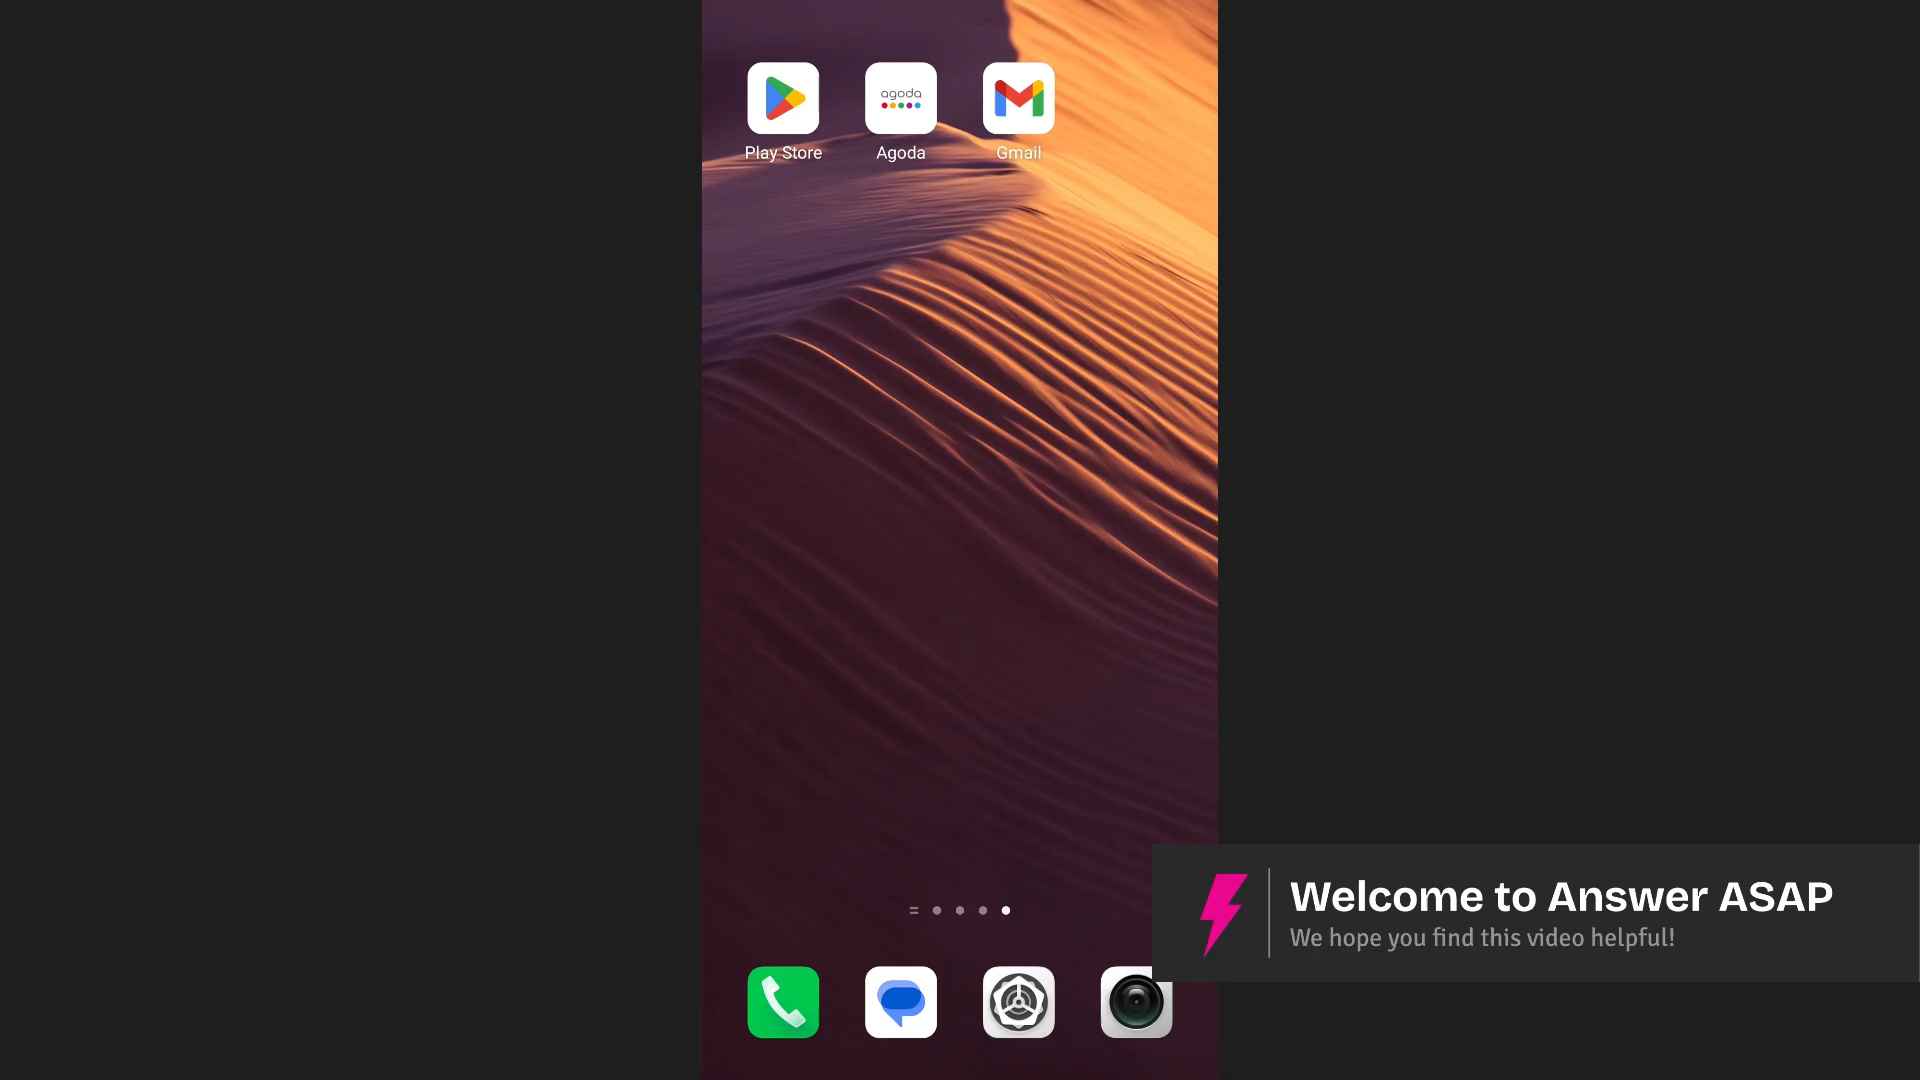 agoda
Play Store
Agoda
Gmail
Welcome to Answer ASAP
We hope you find this video helpful!